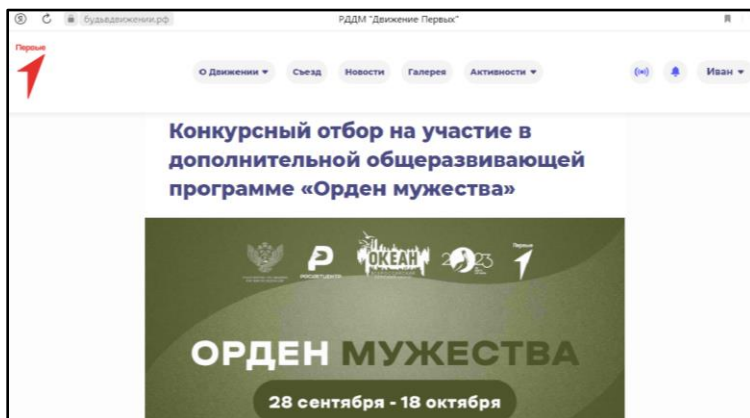 будьвдвижении.рф
РДДМ "Движение Первых"
Первые
О Движении
Съезд
Новости
Галерея
Активности
Иван
Конкурсный отбор на участие в
дополнительной общеразвивающей
программе «Орден мужества»
РОСДЕТЦЕНТР
ОКЕАН
2023
Первые
ОРДЕН МУЖЕСТВА
28 сентября - 18 октября